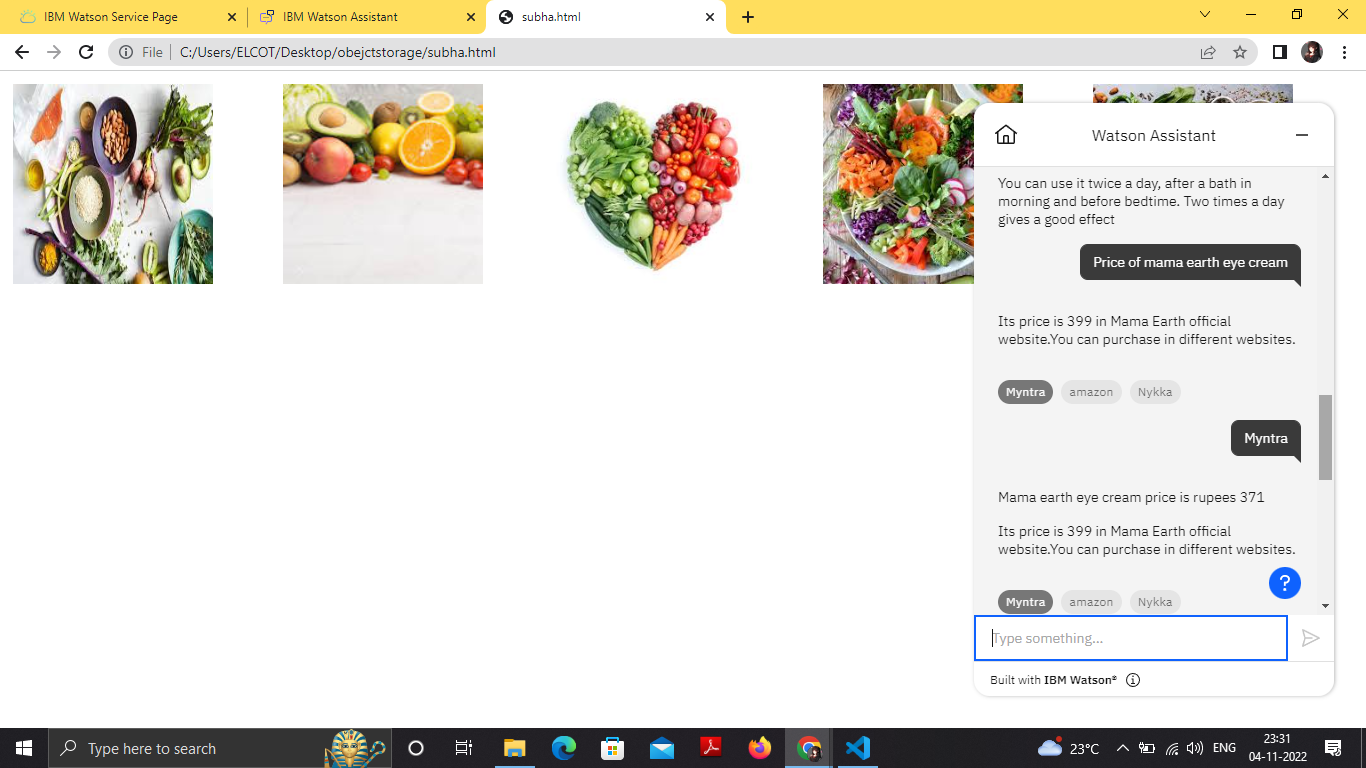 IBM Watson Service Page
IBM Watson Assistant
subha.html
File
C:/Users/ELCOT/Desktop/obejctstorage/subha.html
Watson Assistant
You can use it twice a day, after a bath in
morning and before bedtime. Two times a day
gives a good effect
Price of mama earth eye cream
Its price is 399 in Mama Earth official
website.You can purchase in different websites.
Myntra amazon Nykka
Myntra
Mama earth eye cream price is rupees 371
Its price is 399 in Mama Earth official
website.You can purchase in different websites.
?
Myntra amazon Nykka
Type something...
Built with IBM Watson®
Type here to search
23°C
ENG
23:31
04-11-2022